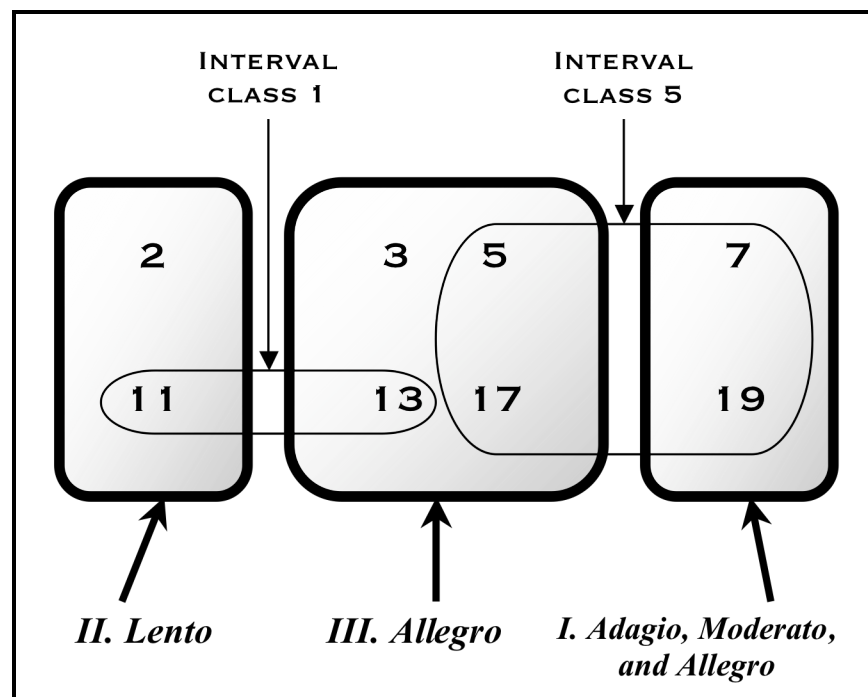 INTERVAL
CLASS 1
INTERVAL
CLASS 5
2 3 5 7
11 13 17 19
II. Lento
III. Allegro
I. Adagio, Moderato,
and Allegro